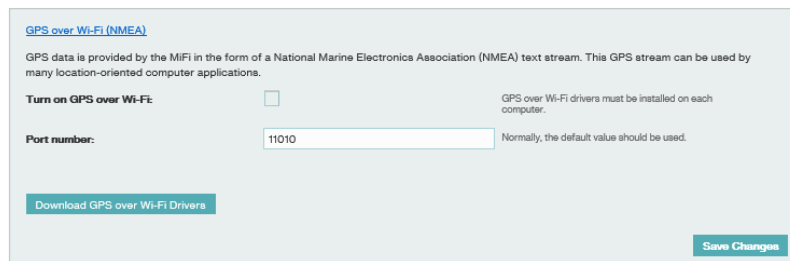 GPS over Wi-Fi (NMEA)
GPS data is provided by the MiFi in the form of a National Marine Electronics Association (NMEA) text stream. This GPS stream can be used by
many location-oriented computer applications.
Turn on GPS over Wi-Fi:
GPS over Wi-Fi drivers must be installed on each
computer.
Port number:
11010
Normally, the default value should be used.
Download GPS over Wi-Fi Drivers
Save Changes